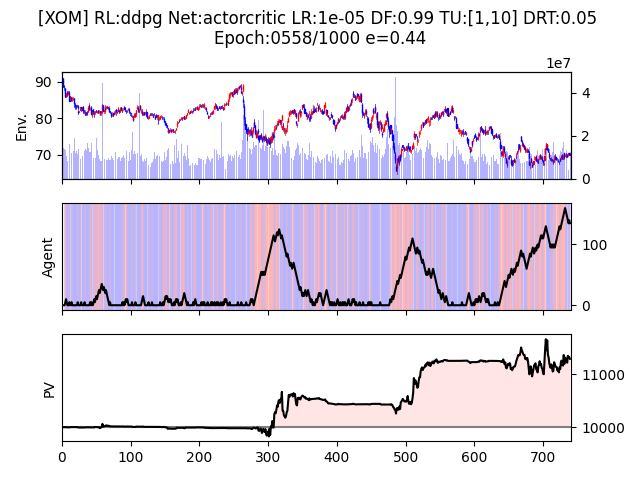 [XOM] RL:ddpg Net:actorcritic LR:1e-05 DF:0.99 TU:[1,10] DRT:0.05
Epoch:0558/1000 e=0.44
1e7
90
80
70
Env.
4
2
0
Agent
100
0
PV
11000
10000
0 100 200 300 400 500 600 700